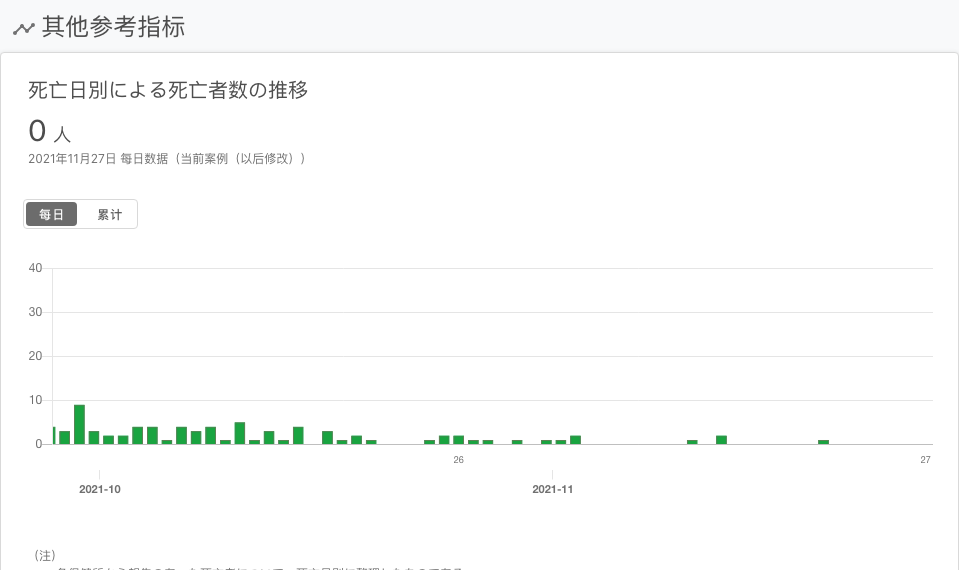 其他参考指标
死亡日別による死亡者数の推移
0 人
2021年11月27日 每日数据（当前案例（以后修改））
每日 累计
40
30
20
10
0
26 27
2021-10 2021-11
（注）